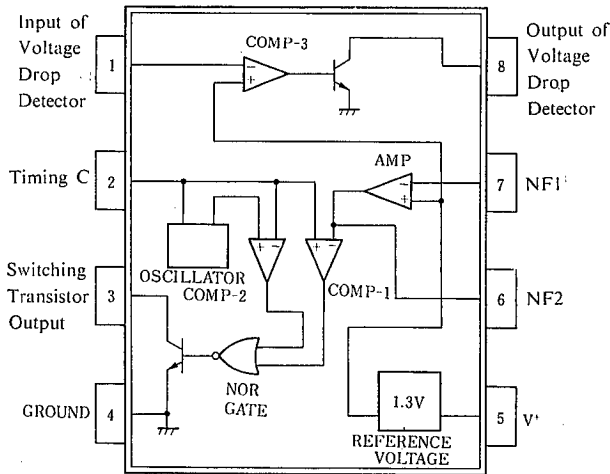 Input of
Voltage
Drop
Detector
1
COMP-3
−
+
8
Output of
Voltage
Drop
Detector
Timing C
2
AMP
−
+
7
NF1
OSCILLATOR
+ −
COMP-2
+ −
COMP-1
Switching
Transistor
Output
3
6
NF2
NOR
GATE
GROUND
4
1.3V
REFERENCE
VOLTAGE
5
V+